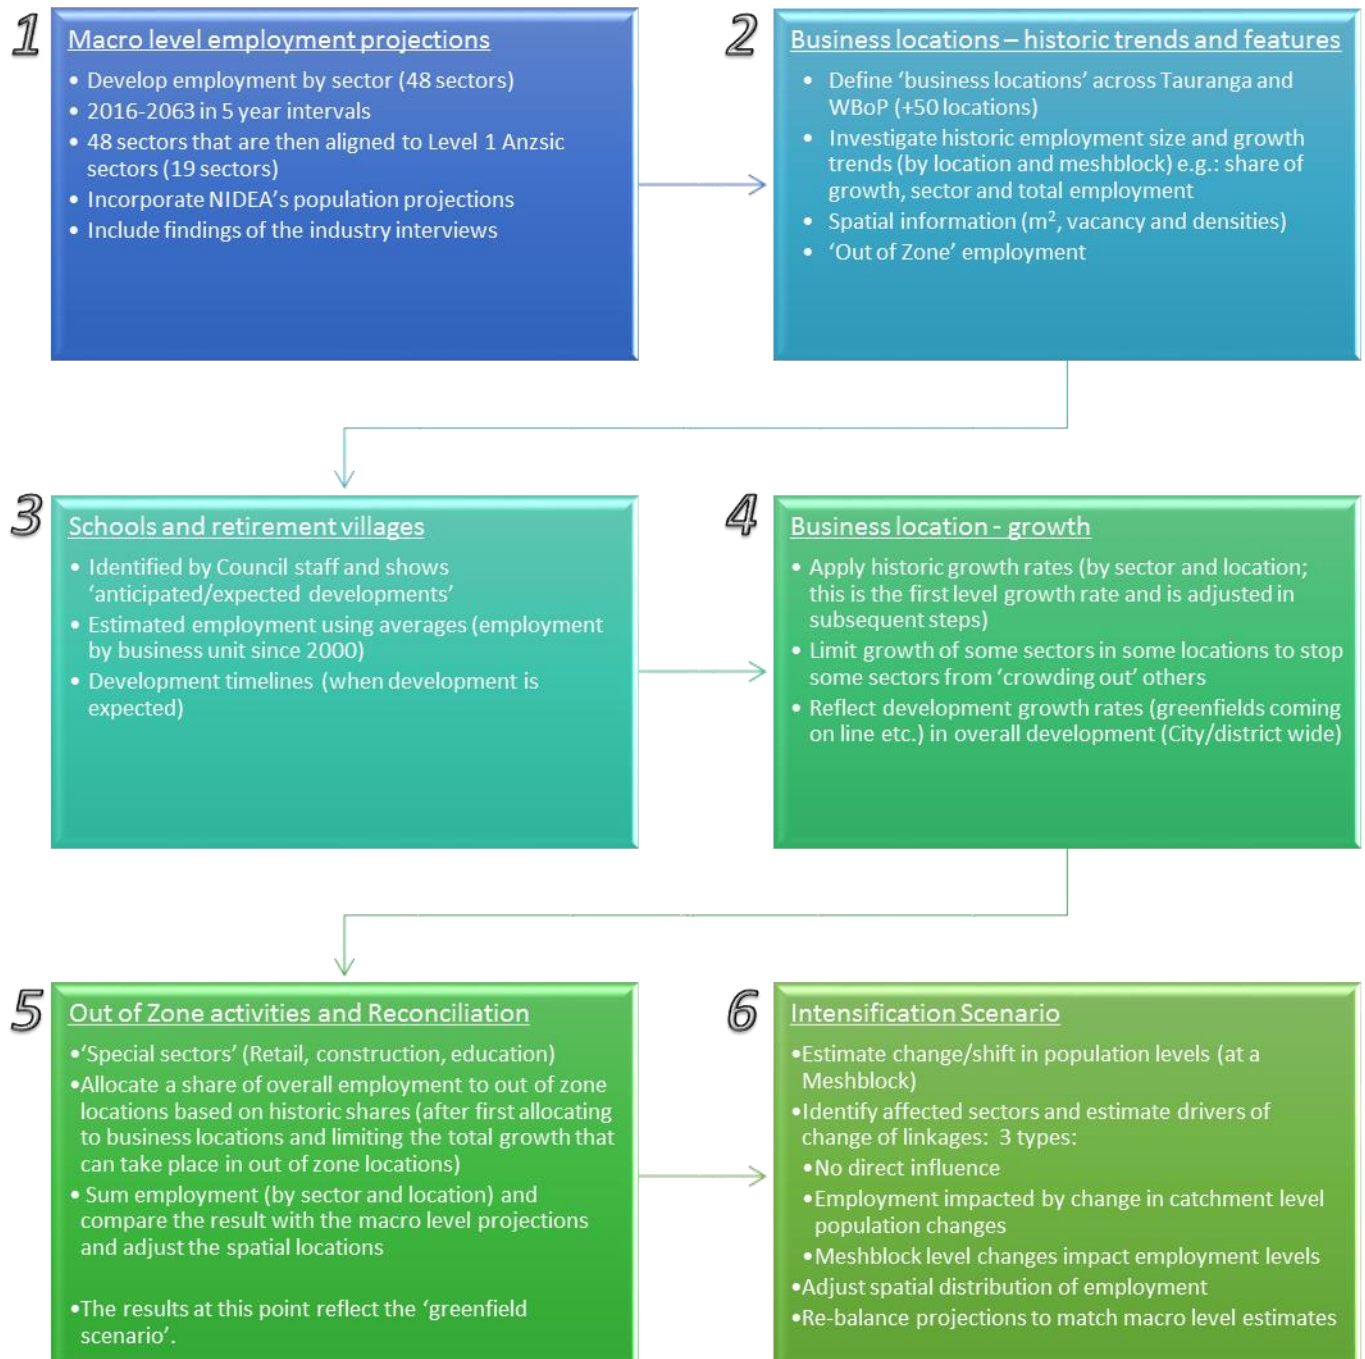 1
Macro level employment projections
• Develop employment by sector (48 sectors)
• 2016-2063 in 5 year intervals
• 48 sectors that are then aligned to Level 1 Anzsic
sectors (19 sectors)
• Incorporate NIDEA's population projections
• Include findings of the industry interviews
2
Business locations – historic trends and features
• Define 'business locations' across Tauranga and
WBoP (+50 locations)
• Investigate historic employment size and growth
trends (by location and meshblock) e.g.: share of
growth, sector and total employment
• Spatial information (m², vacancy and densities)
• 'Out of Zone' employment
3
Schools and retirement villages
• Identified by Council staff and shows
'anticipated/expected developments'
• Estimated employment using averages (employment
by business unit since 2000)
• Development timelines (when development is
expected)
4
Business location - growth
• Apply historic growth rates (by sector and location;
this is the first level growth rate and is adjusted in
subsequent steps)
• Limit growth of some sectors in some locations to stop
some sectors from 'crowding out' others
• Reflect development growth rates (greenfields coming
on line etc.) in overall development (City/district wide)
5
Out of Zone activities and Reconciliation
•'Special sectors' (Retail, construction, education)
•Allocate a share of overall employment to out of zone
locations based on historic shares (after first allocating
to business locations and limiting the total growth that
can take place in out of zone locations)
• Sum employment (by sector and location) and
compare the result with the macro level projections
and adjust the spatial locations
•The results at this point reflect the 'greenfield
scenario'.
6
Intensification Scenario
•Estimate change/shift in population levels (at a
Meshblock)
•Identify affected sectors and estimate drivers of
change of linkages: 3 types:
•No direct influence
•Employment impacted by change in catchment level
population changes
•Meshblock level changes impact employment levels
•Adjust spatial distribution of employment
•Re-balance projections to match macro level estimates